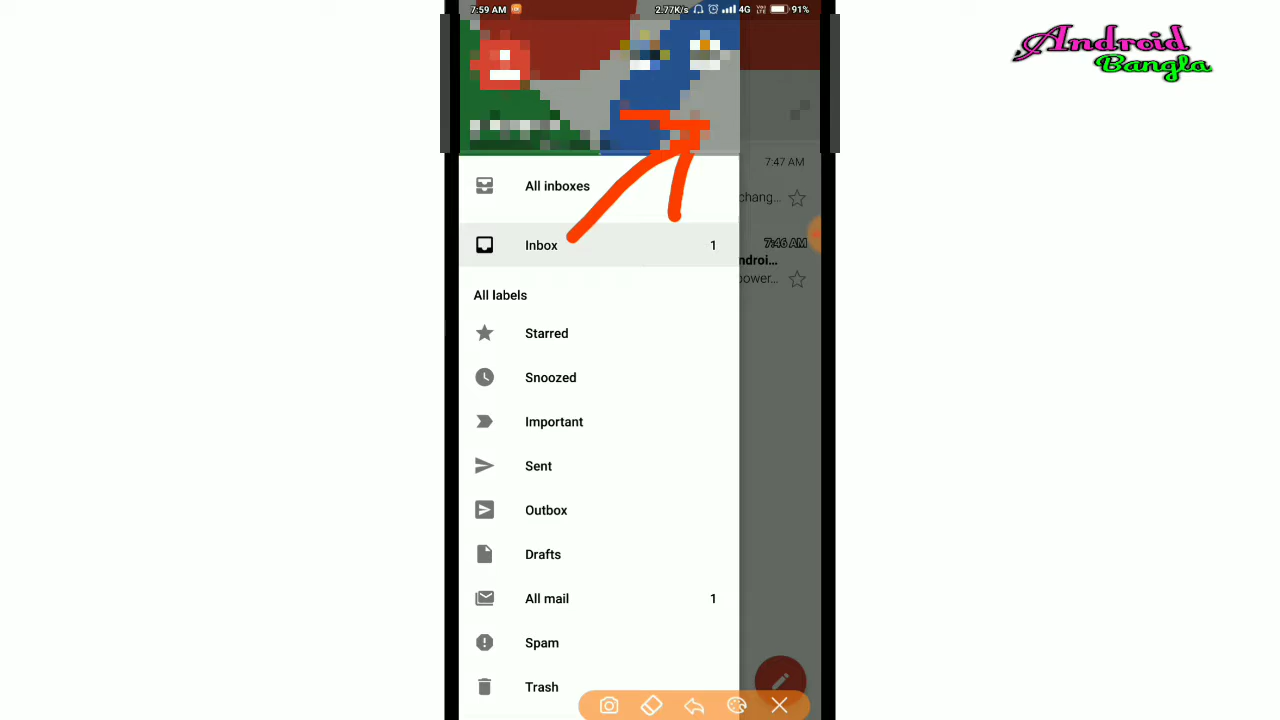 7:59 AM
2.77K/s
4G
91%
Android
Bangla
7:47 AM
All inboxes
chang...
Inbox
1
7:46 AM
ndroi...
power...
All labels
Starred
Snoozed
Important
Sent
Outbox
Drafts
All mail
1
Spam
Trash